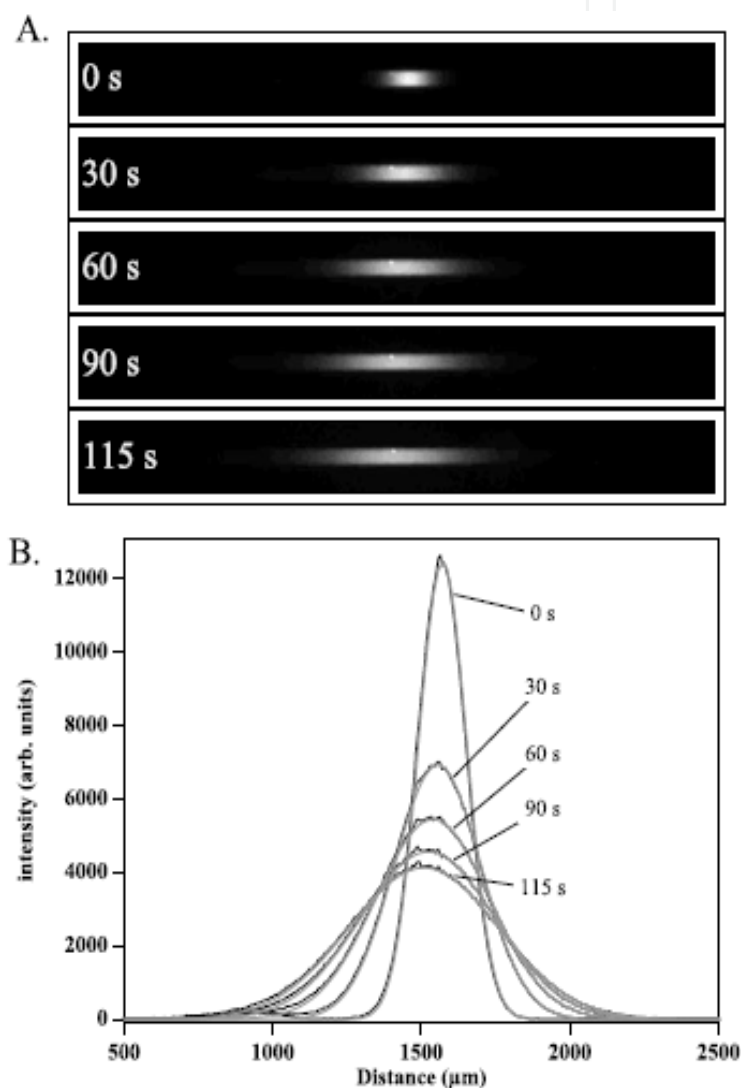 A.
0 s
30 s
60 s
90 s
115 s
B.
12000
10000
8000
6000
4000
2000
0
intensity (arb. units)
0 s
30 s
60 s
90 s
115 s
500
1000
1500
2000
2500
Distance (µm)